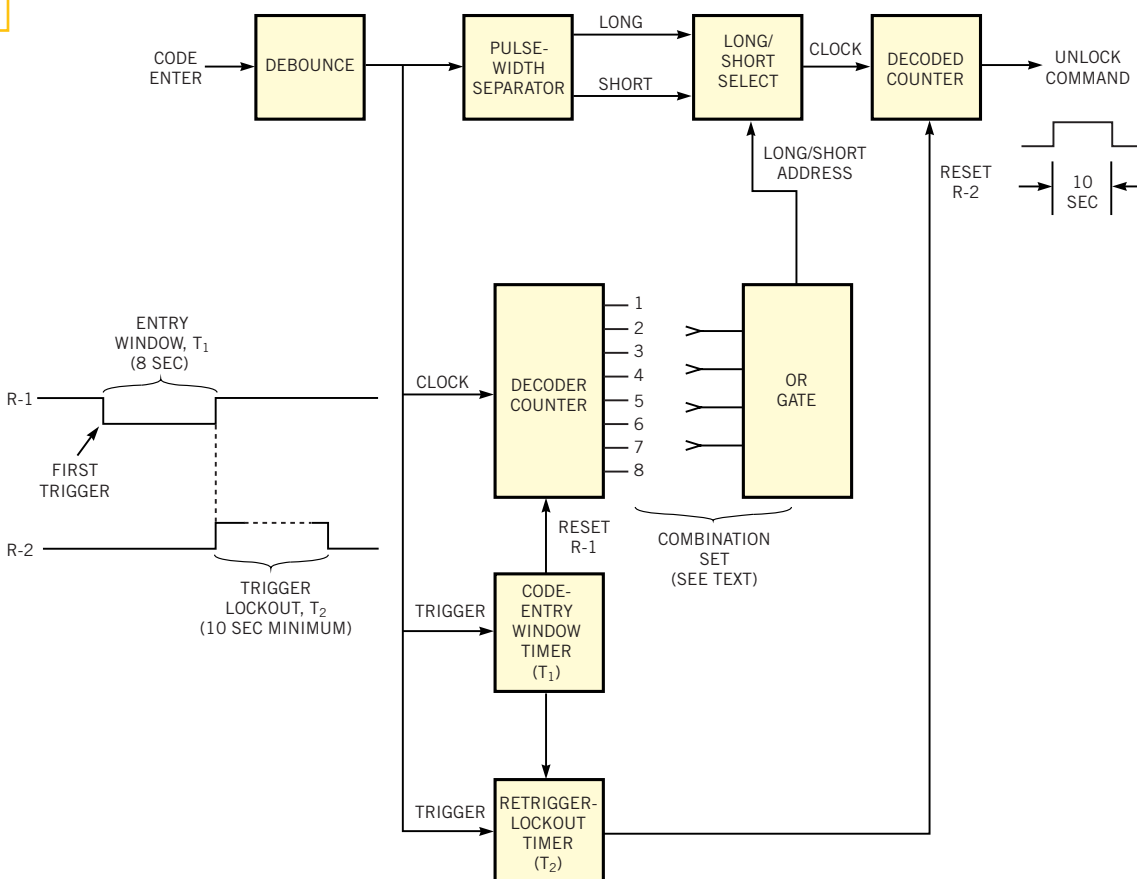 CODE
ENTER
DEBOUNCE
PULSE-
WIDTH
SEPARATOR
LONG
SHORT
LONG/
SHORT
SELECT
CLOCK
DECODED
COUNTER
UNLOCK
COMMAND
LONG/SHORT
ADDRESS
RESET
R-2
10
SEC
ENTRY
WINDOW, T1
(8 SEC)
R-1
FIRST
TRIGGER
R-2
TRIGGER
LOCKOUT, T2
(10 SEC MINIMUM)
CLOCK
DECODER
COUNTER
1
2
3
4
5
6
7
8
OR
GATE
RESET
R-1
COMBINATION
SET
(SEE TEXT)
TRIGGER
CODE-
ENTRY
WINDOW
TIMER
(T1)
TRIGGER
RETRIGGER-
LOCKOUT
TIMER
(T2)